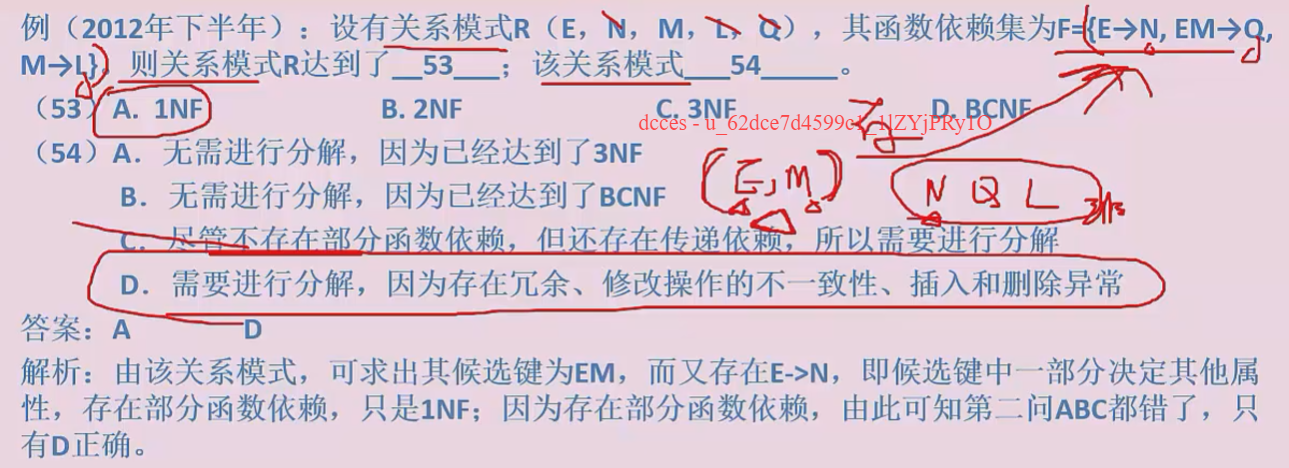 例（2012年下半年）：设有关系模式R（E，N，M，L，Q），其函数依赖集为F={E→N, EM→Q,
M→L}。则关系模式R达到了__53___；该关系模式___54______。
（53）A. 1NF B. 2NF C. 3NF D. BCNF
dcces - u_62dce7d4599c1_1lZYjPRy1O
（54）A．无需进行分解，因为已经达到了3NF
B．无需进行分解，因为已经达到了BCNF
(E,M) N Q L
C．尽管不存在部分函数依赖，但还存在传递依赖，所以需要进行分解
D．需要进行分解，因为存在冗余、修改操作的不一致性、插入和删除异常
答案：A D
解析：由该关系模式，可求出其候选键为EM，而又存在E->N，即候选键中一部分决定其他属
性，存在部分函数依赖，只是1NF；因为存在部分函数依赖，由此可知第二问ABC都错了，只
有D正确。